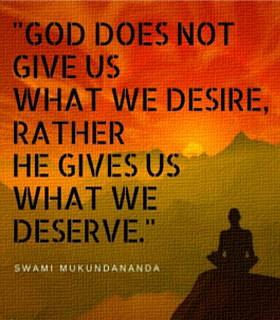 "GOD DOES NOT
GIVE US
WHAT WE DESIRE,
RATHER
HE GIVES US
WHAT WE
DESERVE."
SWAMI MUKUNDANANDA